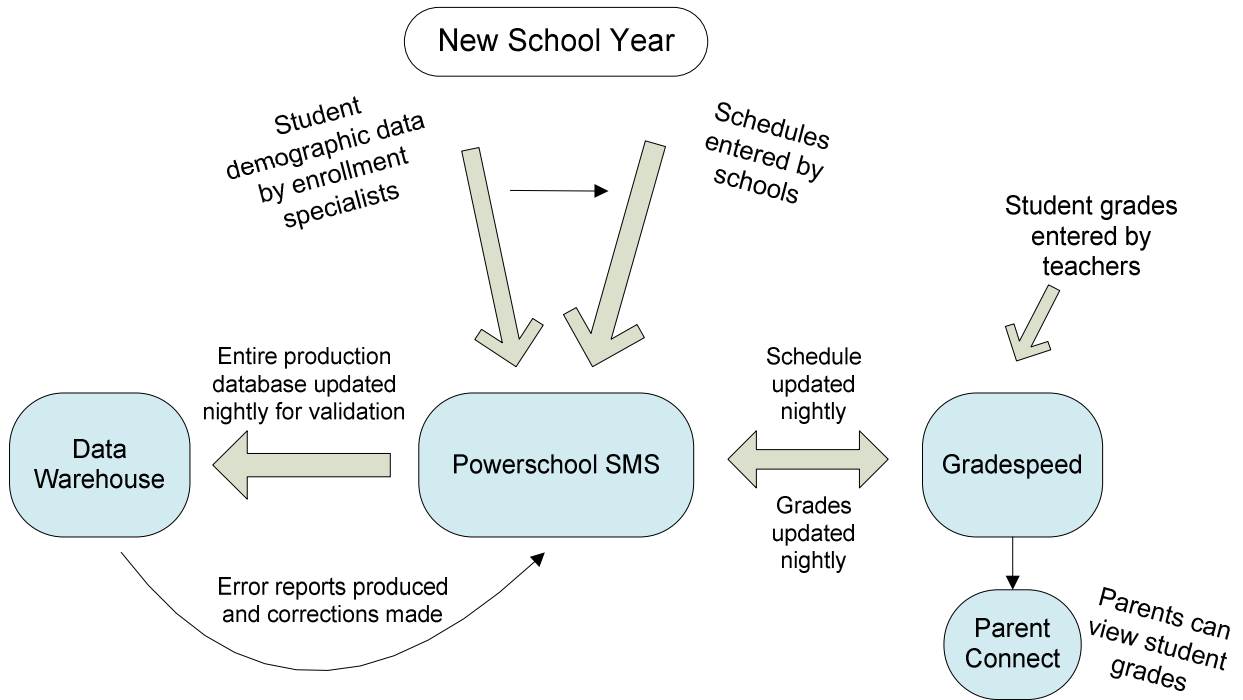 New School Year
Student
demographic data
by enrollment
specialists
Schedules
entered by
schools
Student grades
entered by
teachers
Entire production
database updated
nightly for validation
Schedule
updated
nightly
Data
Warehouse
Powerschool SMS
Gradespeed
Grades
updated
nightly
Error reports produced
and corrections made
Parent
Connect
Parents can
view student
grades